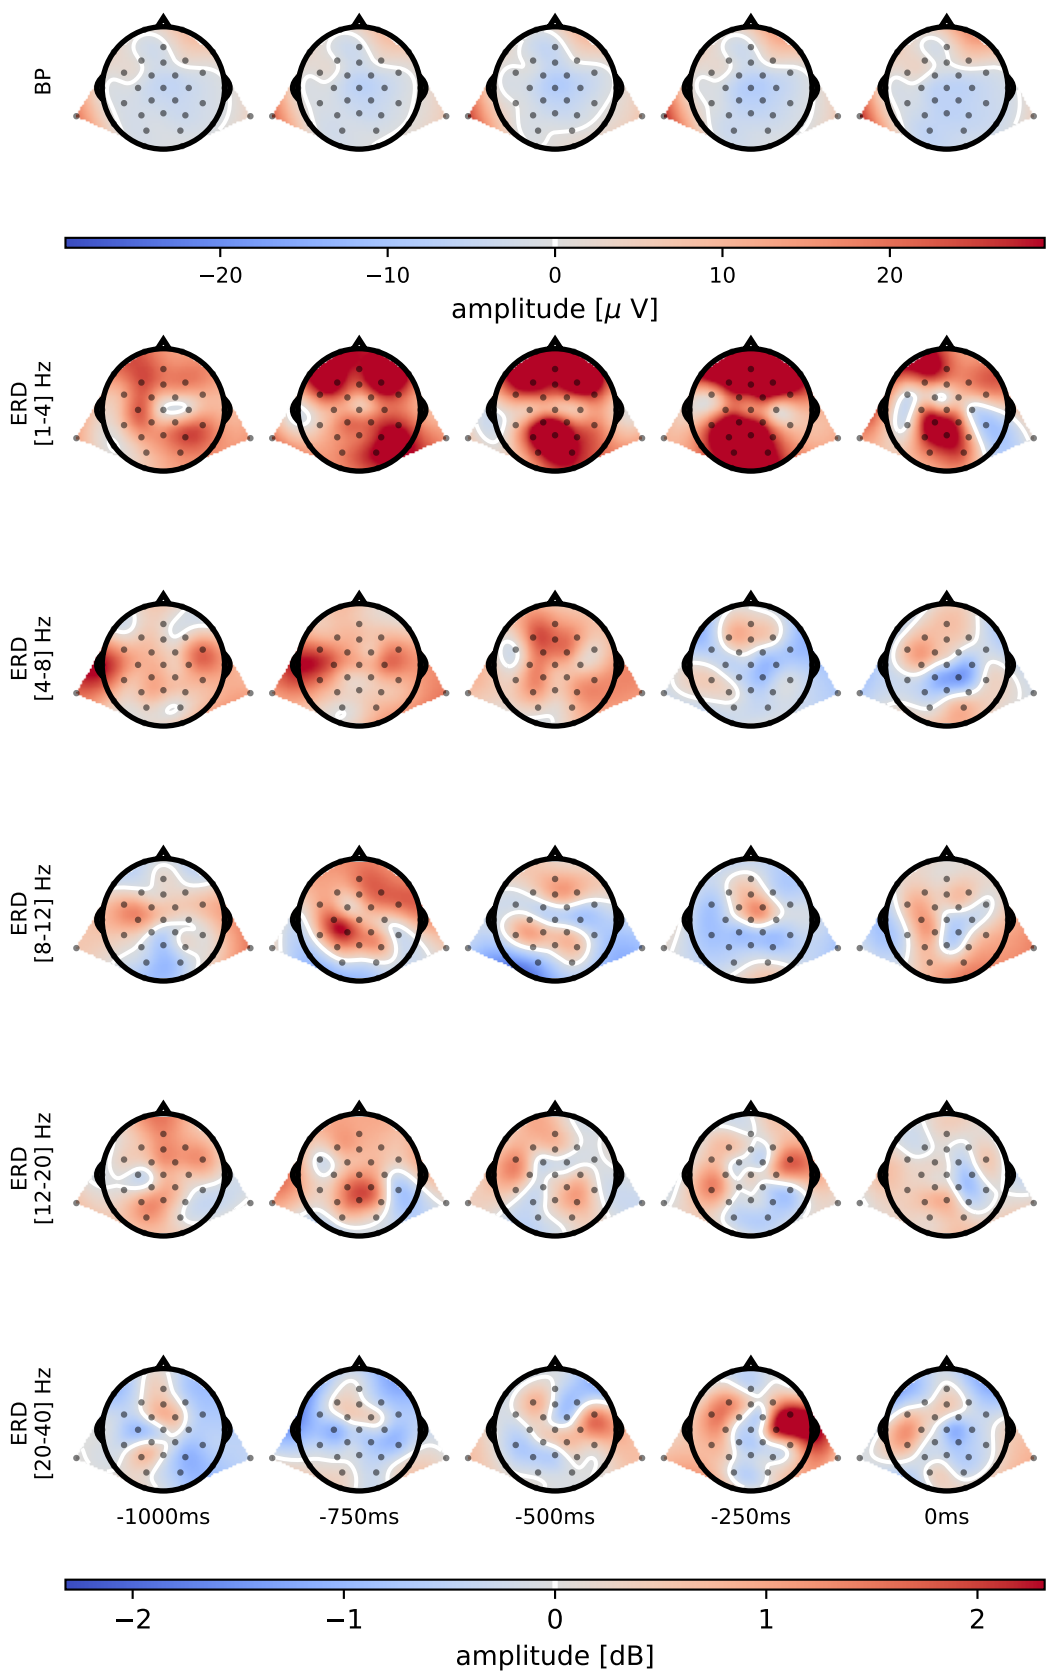 BP
−20 −10 0 10 20
amplitude [μ V]
ERD
[1-4] Hz
ERD
[4-8] Hz
ERD
[8-12] Hz
ERD
[12-20] Hz
ERD
[20-40] Hz
-1000ms -750ms -500ms -250ms 0ms
−2 −1 0 1 2
amplitude [dB]